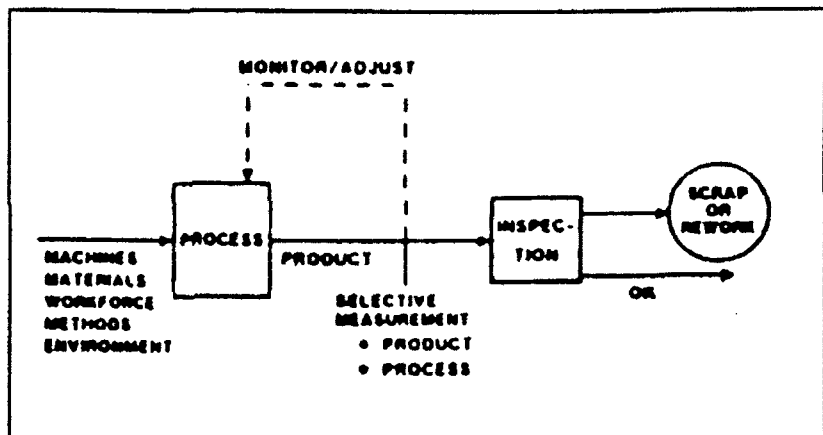 MONITOR/ADJUST
PROCESS
MACHINES
MATERIALS
WORKFORCE
METHODS
ENVIRONMENT
PRODUCT
SELECTIVE
MEASUREMENT
• PRODUCT
• PROCESS
INSPEC-
TION
SCRAP
OR
REWORK
OK